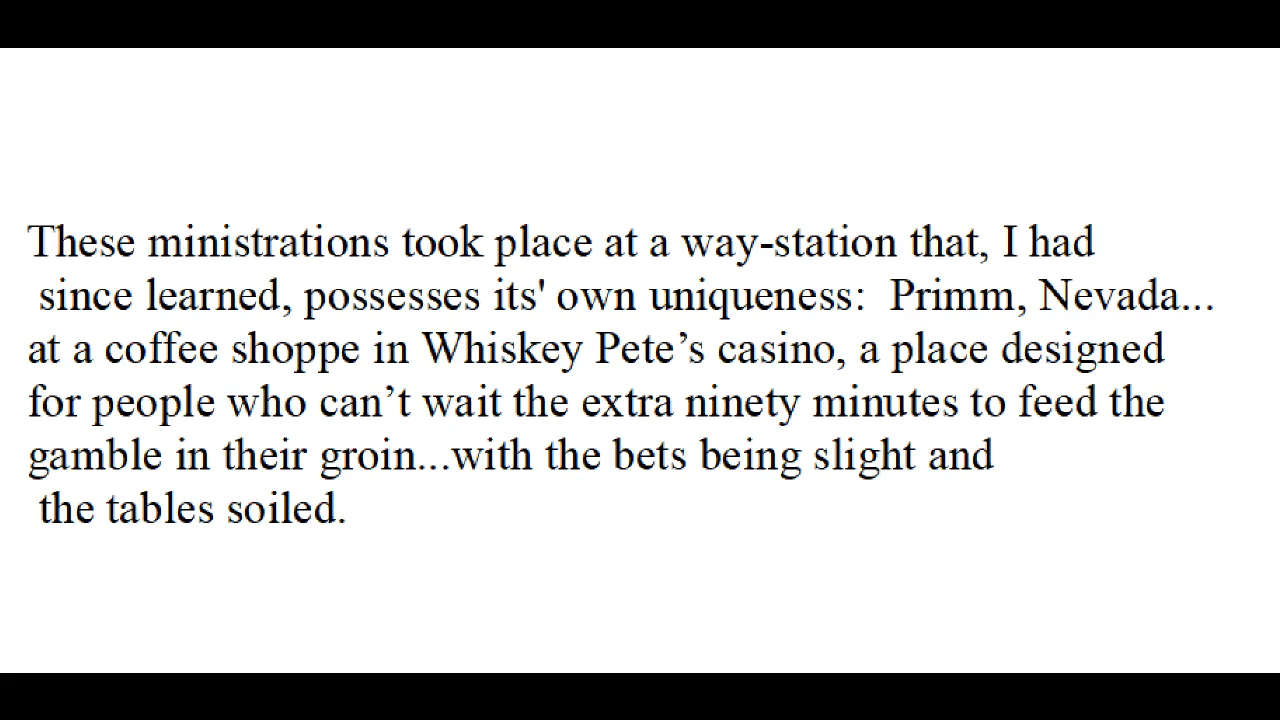 These ministrations took place at a way-station that, I had
since learned, possesses its' own uniqueness:  Primm, Nevada...
at a coffee shoppe in Whiskey Pete’s casino, a place designed
for people who can’t wait the extra ninety minutes to feed the
gamble in their groin...with the bets being slight and
the tables soiled.